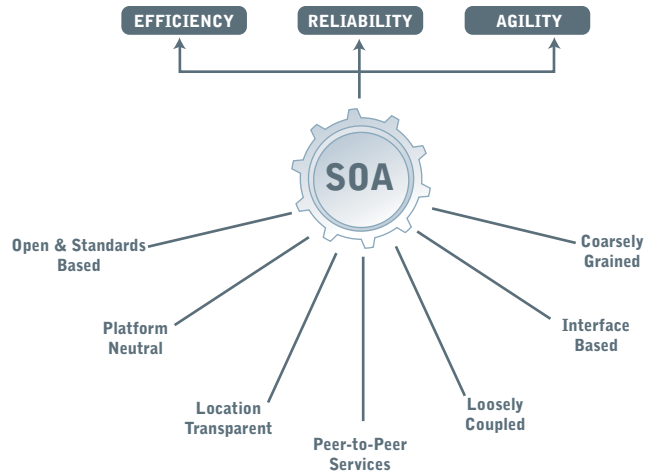 EFFICIENCY
RELIABILITY
AGILITY
SOA
Open & Standards
Based
Platform
Neutral
Location
Transparent
Peer-to-Peer
Services
Loosely
Coupled
Interface
Based
Coarsely
Grained